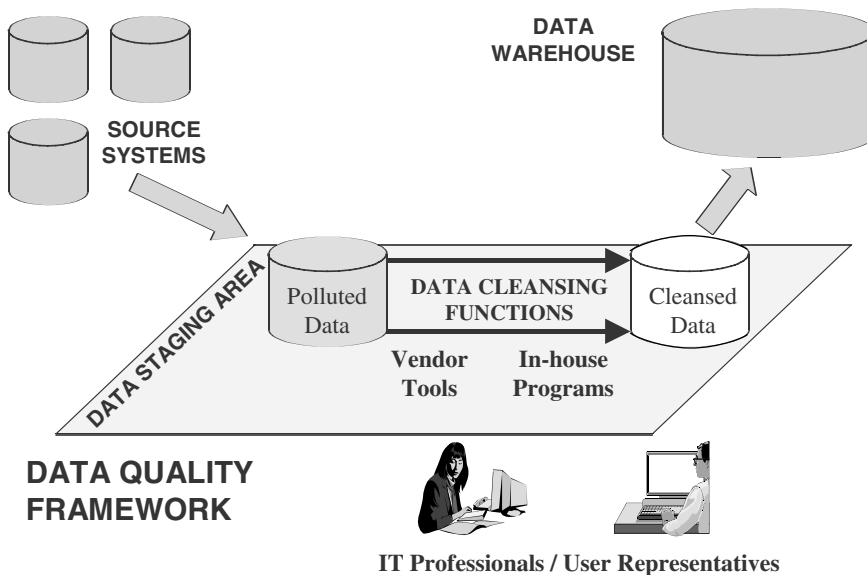 DATA
WAREHOUSE
SOURCE
SYSTEMS
DATA STAGING AREA
Polluted
Data
DATA CLEANSING
FUNCTIONS
Cleansed
Data
Vendor
Tools
In-house
Programs
DATA QUALITY
FRAMEWORK
IT Professionals / User Representatives